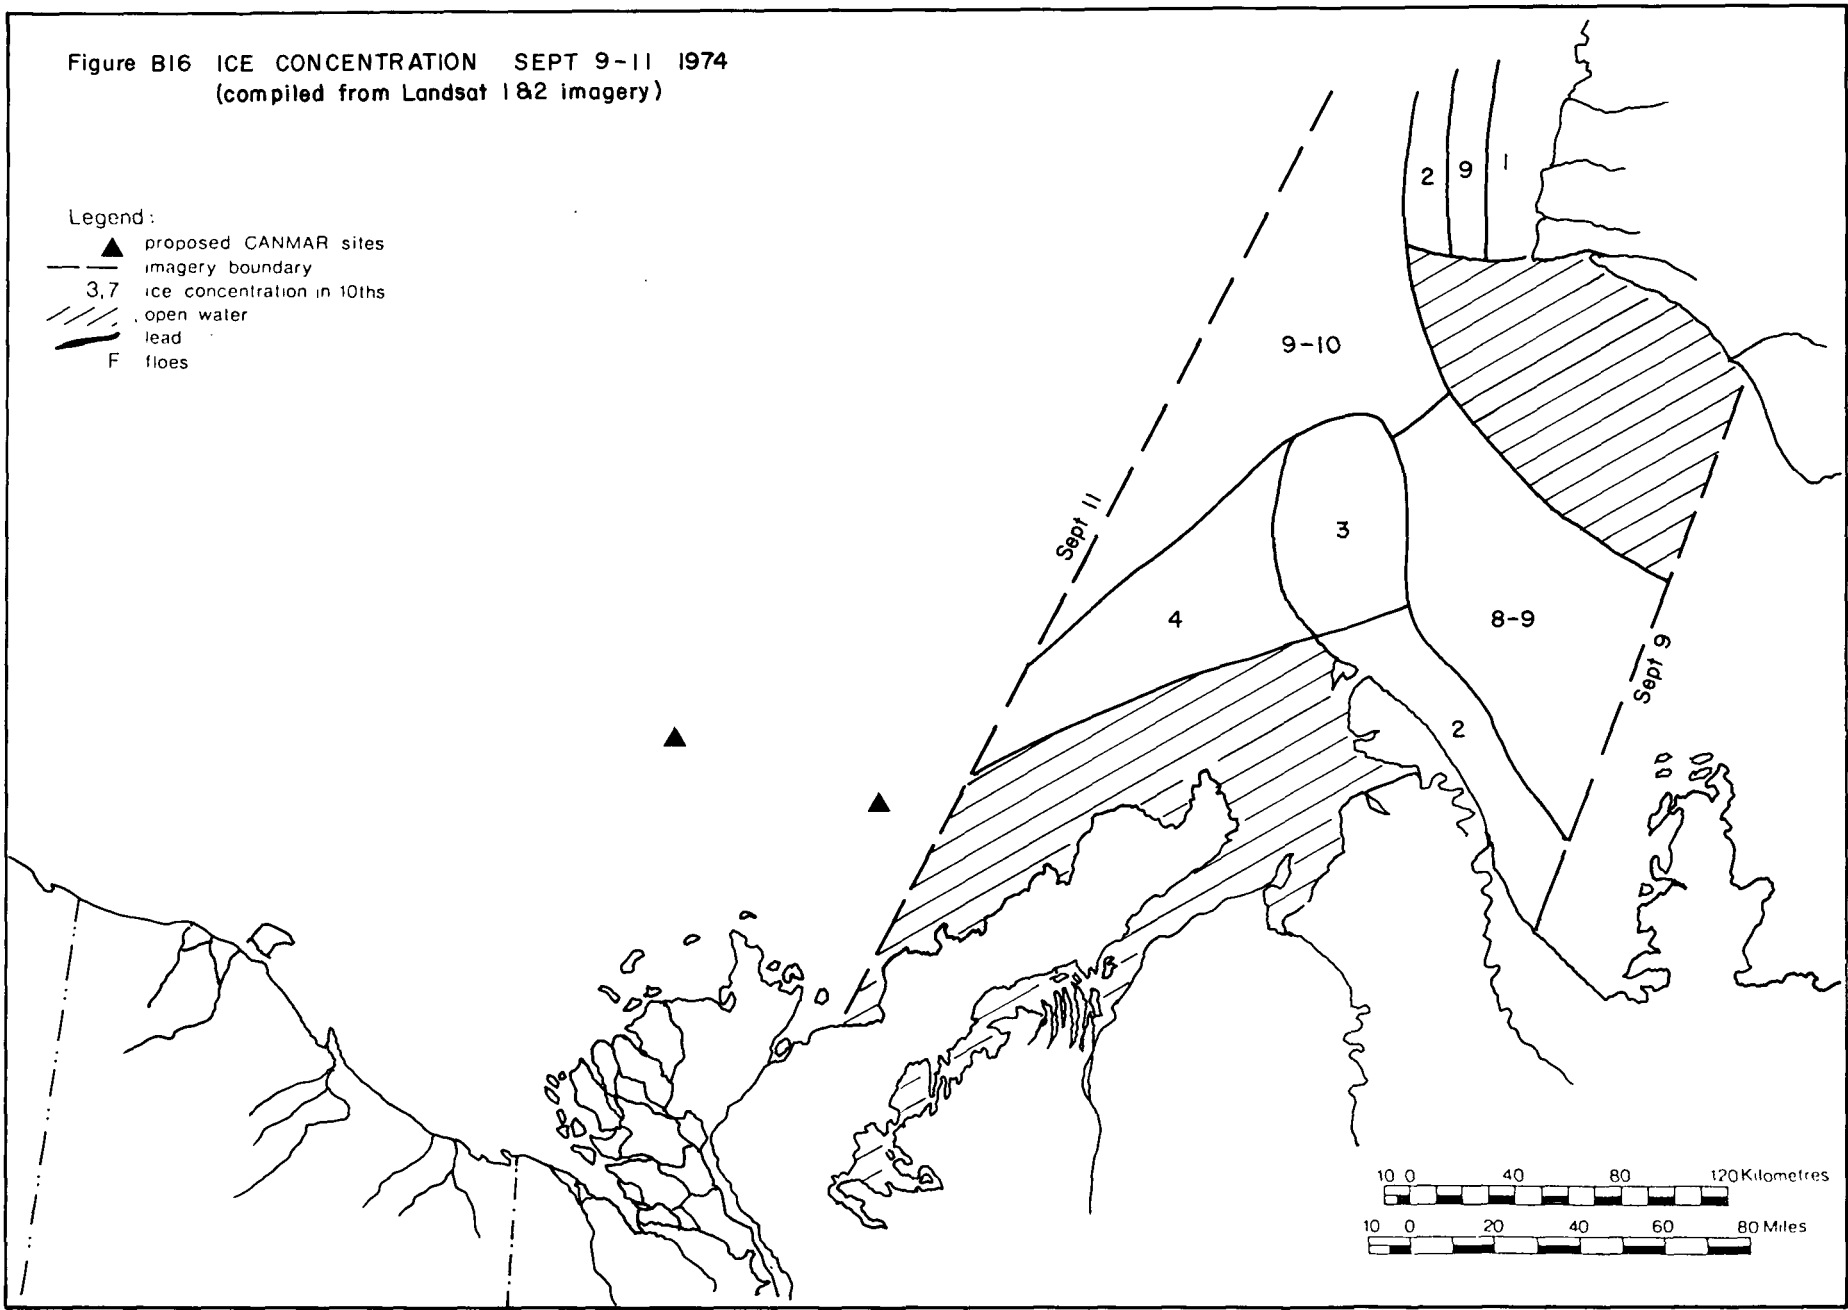 Figure B16 ICE CONCENTRATION SEPT 9-11 1974
(compiled from Landsat 1&2 imagery)
Legend:
proposed CANMAR sites
imagery boundary
3,7 ice concentration in 10ths
open water
lead
F floes
2 9 1
9-10
Sept 11
3
4
8-9
Sept 9
2
10 0 40 80 120 Kilometres
10 0 20 40 60 80 Miles